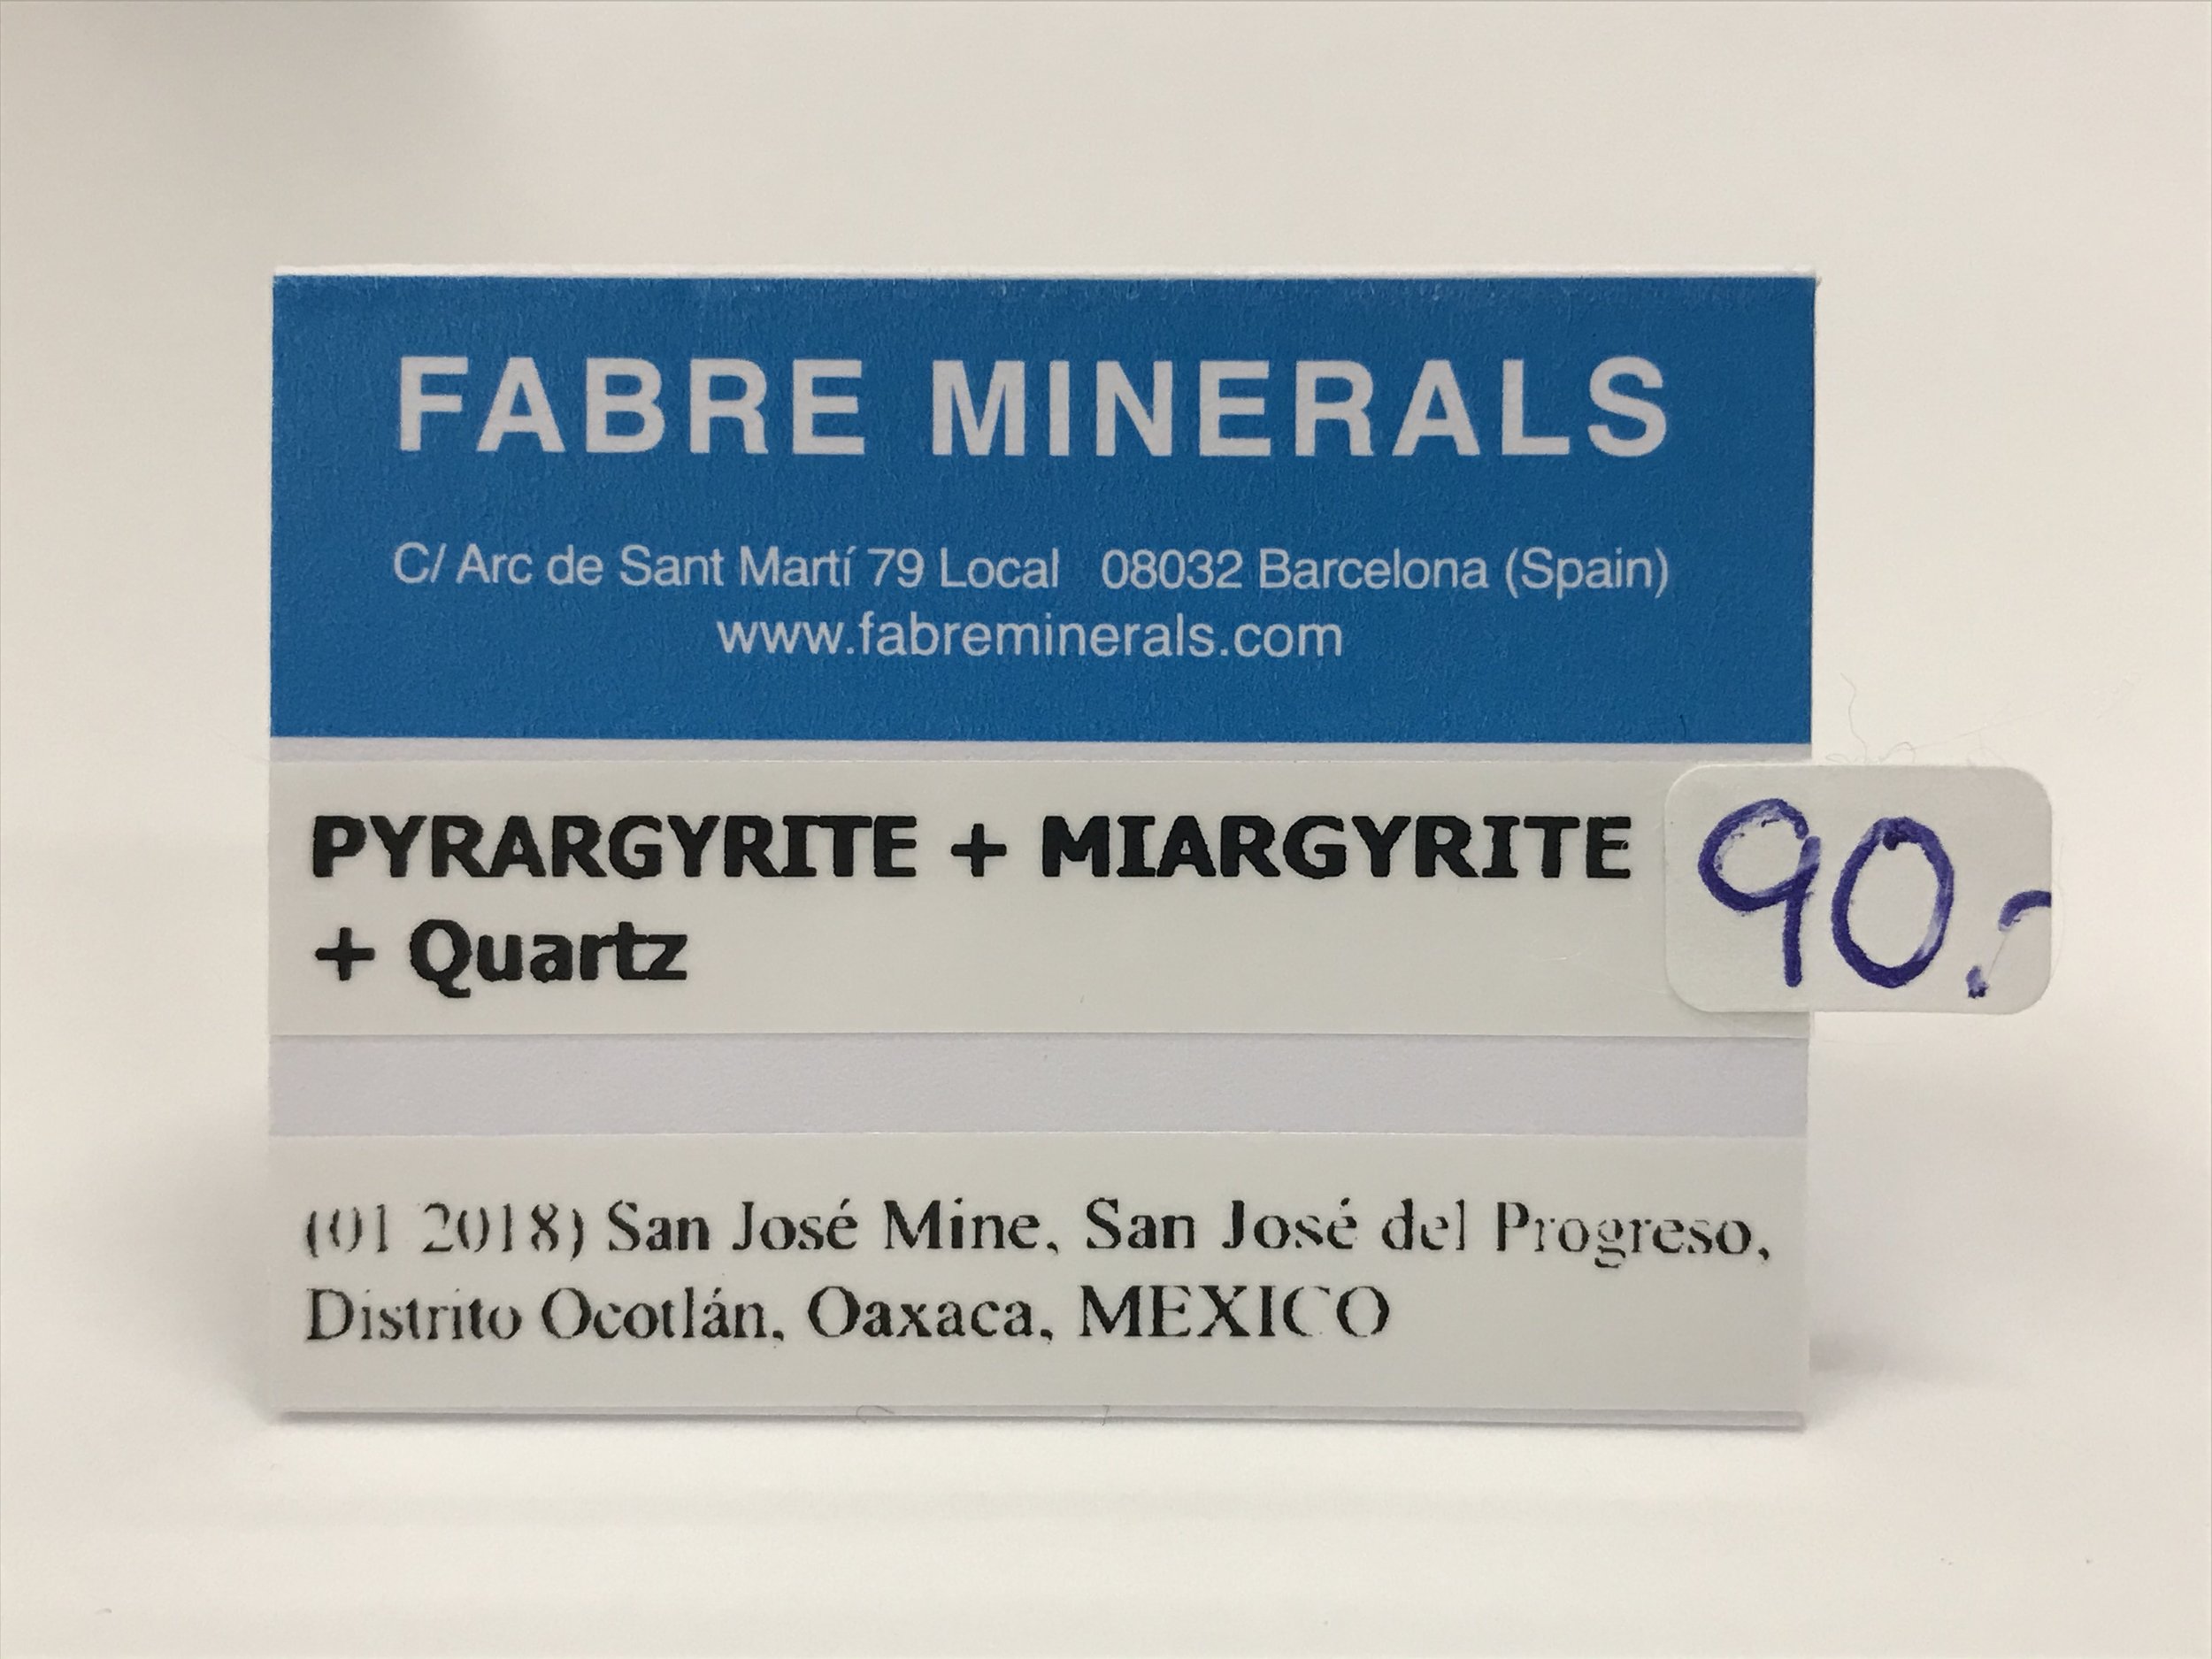 FABRE MINERALS
C/ Arc de Sant Martí 79 Local 08032 Barcelona (Spain)
www.fabreminerals.com
PYRARGYRITE + MIARGYRITE
+ Quartz
90.-
(01 2018) San José Mine, San José del Progreso,
Distrito Ocotlán, Oaxaca, MEXICO